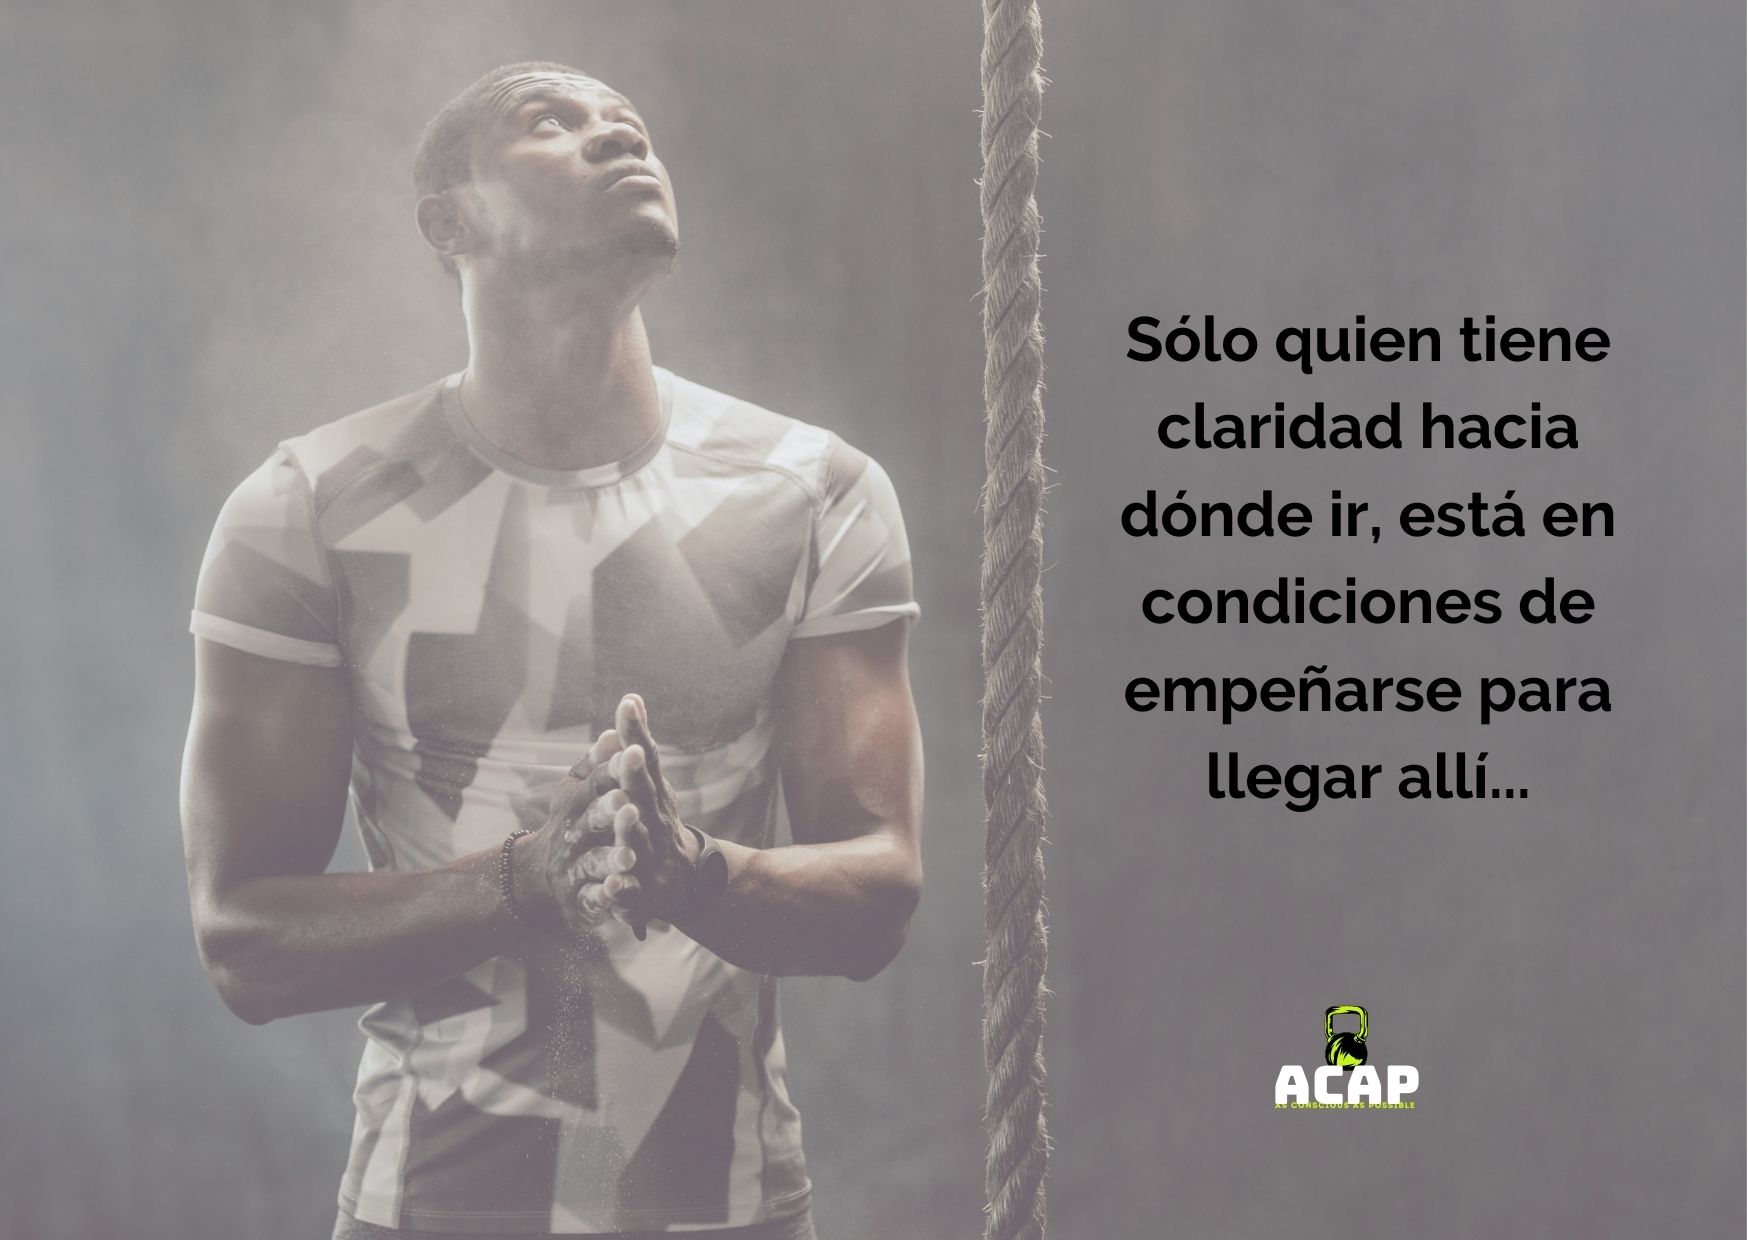 Sólo quien tiene
claridad hacia
dónde ir, está en
condiciones de
empeñarse para
llegar allí...
ACAP
AS CONSCIOUS AS POSSIBLE